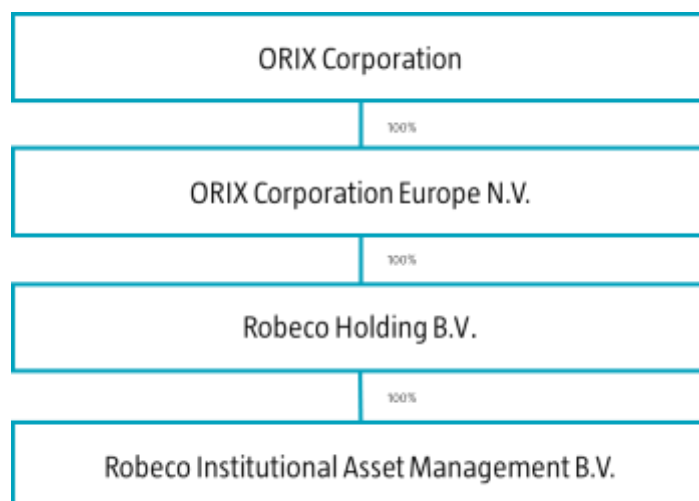 ORIX Corporation
100%
ORIX Corporation Europe N.V.
100%
Robeco Holding B.V.
100%
Robeco Institutional Asset Management B.V.